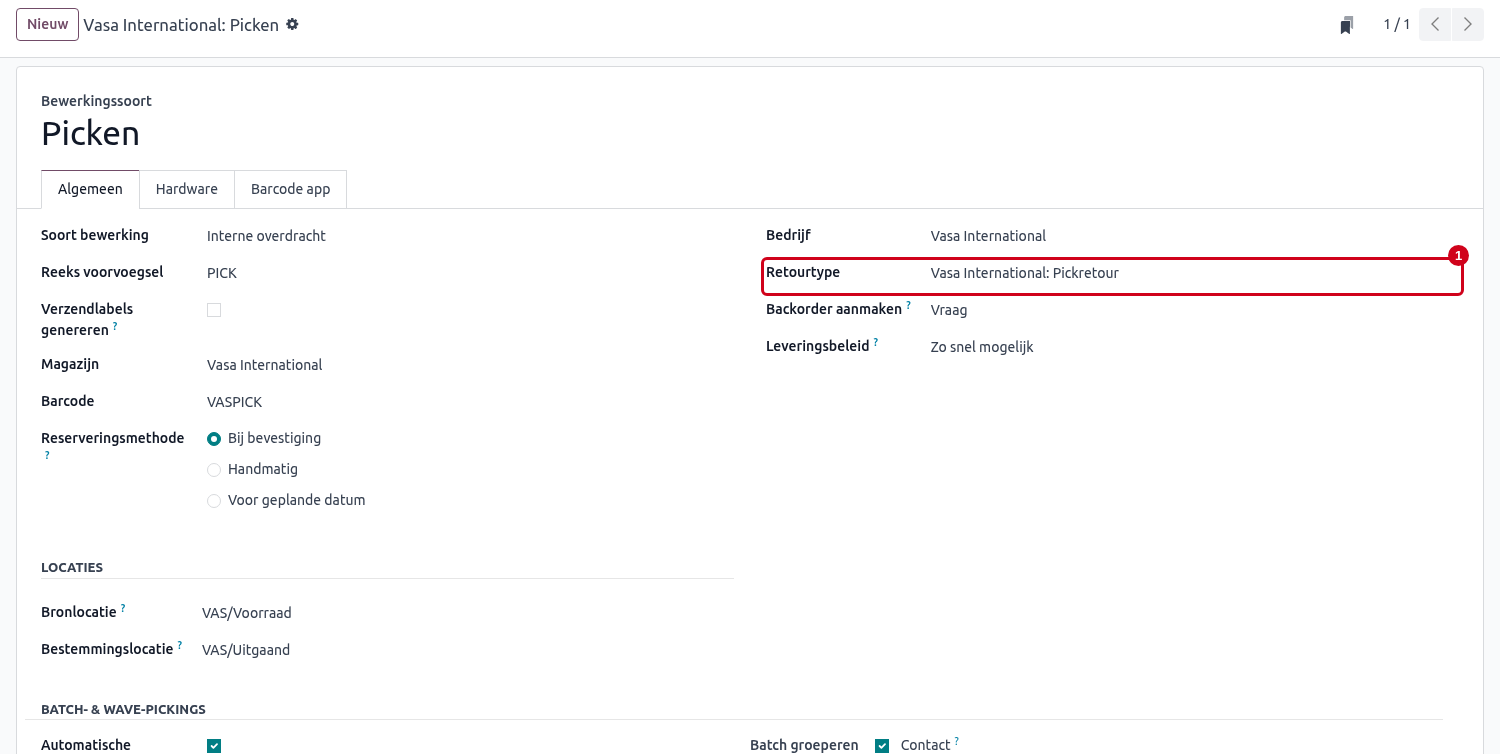 Nieuw Vasa International: Picken 1 / 1
Bewerkingssoort
Picken
Algemeen Hardware Barcode app
Soort bewerking Interne overdracht Bedrijf Vasa International
1
Reeks voorvoegsel PICK Retourtype Vasa International: Pickretour
Verzendlabels Backorder aanmaken ? Vraag
genereren ?
Leveringsbeleid ? Zo snel mogelijk
Magazijn Vasa International
Barcode VASPICK
Reserveringsmethode Bij bevestiging
?
Handmatig
Voor geplande datum
LOCATIES
Bronlocatie ? VAS/Voorraad
Bestemmingslocatie ? VAS/Uitgaand
BATCH- & WAVE-PICKINGS
Automatische Batch groeperen Contact ?